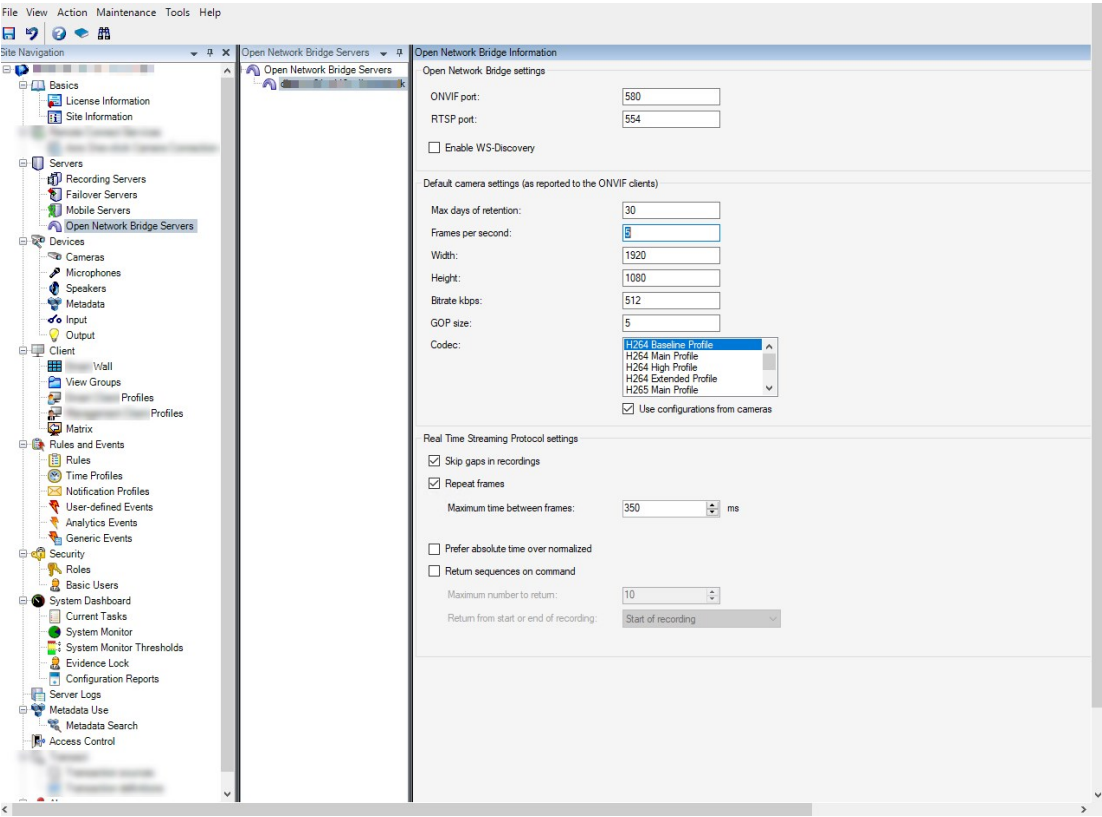 File View Action Maintenance Tools Help
Site Navigation
Basics
License Information
Site Information
Servers
Recording Servers
Failover Servers
Mobile Servers
Open Network Bridge Servers
Devices
Cameras
Microphones
Speakers
Metadata
Input
Output
Client
Wall
View Groups
Profiles
Profiles
Matrix
Rules and Events
Rules
Time Profiles
Notification Profiles
User-defined Events
Analytics Events
Generic Events
Security
Roles
Basic Users
System Dashboard
Current Tasks
System Monitor
System Monitor Thresholds
Evidence Lock
Configuration Reports
Server Logs
Metadata Use
Metadata Search
Access Control
Open Network Bridge Servers
Open Network Bridge Servers
Open Network Bridge Information
Open Network Bridge settings
ONVIF port: 580
RTSP port: 554
Enable WS-Discovery
Default camera settings (as reported to the ONVIF clients)
Max days of retention: 30
Frames per second: 5
Width: 1920
Height: 1080
Bitrate kbps: 512
GOP size: 5
Codec: H264 Baseline Profile
H264 Main Profile
H264 High Profile
H264 Extended Profile
H265 Main Profile
Use configurations from cameras
Real Time Streaming Protocol settings
Skip gaps in recordings
Repeat frames
Maximum time between frames: 350 ms
Prefer absolute time over normalized
Return sequences on command
Maximum number to return: 10
Return from start or end of recording: Start of recording